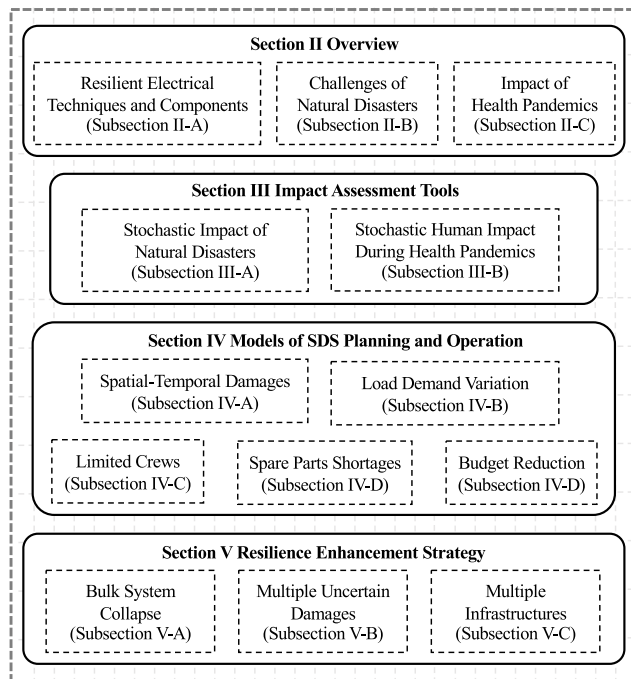 Section II Overview
Resilient Electrical
Techniques and Components
(Subsection II-A)
Challenges of
Natural Disasters
(Subsection II-B)
Impact of
Health Pandemics
(Subsection II-C)
Section III Impact Assessment Tools
Stochastic Impact of
Natural Disasters
(Subsection III-A)
Stochastic Human Impact
During Health Pandemics
(Subsection III-B)
Section IV Models of SDS Planning and Operation
Spatial-Temporal Damages
(Subsection IV-A)
Load Demand Variation
(Subsection IV-B)
Limited Crews
(Subsection IV-C)
Spare Parts Shortages
(Subsection IV-D)
Budget Reduction
(Subsection IV-D)
Section V Resilience Enhancement Strategy
Bulk System
Collapse
(Subsection V-A)
Multiple Uncertain
Damages
(Subsection V-B)
Multiple
Infrastructures
(Subsection V-C)